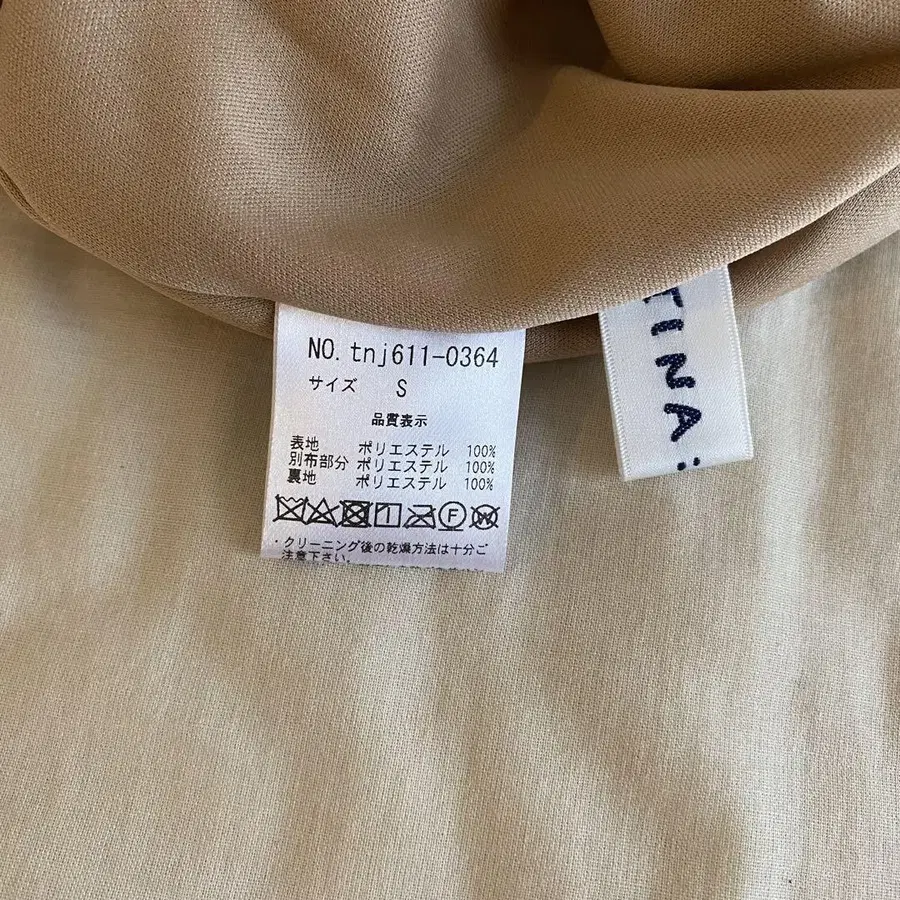 NO. tnj611-0364
サイズ S
品質表示
表地 ポリエステル 100%
別布部分 ポリエステル 100%
裏地 ポリエステル 100%
・クリーニング後の乾燥方法は十分ご
注意下さい。
TINA: